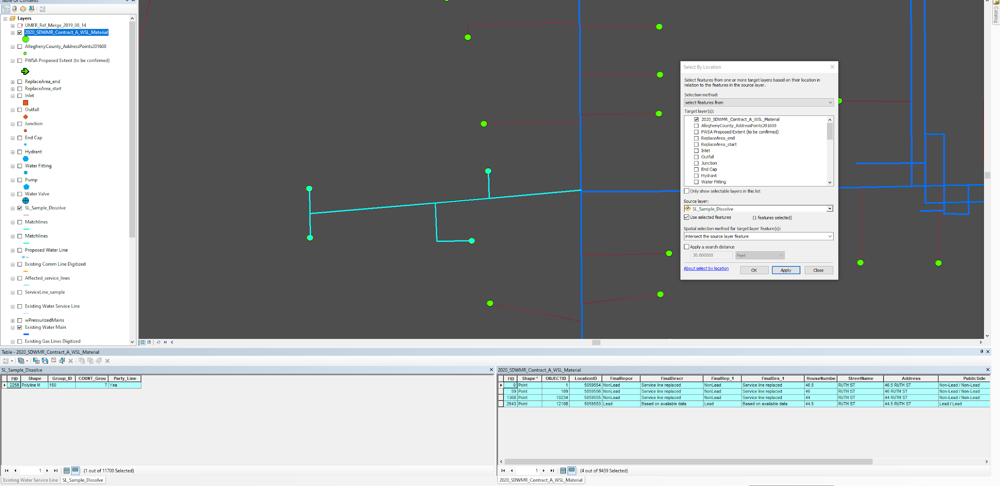 Table Of Contents
Layers
UMFR_Ref_Merge_2019_08_14
2020_SDWMR_Contract_A_WSL_Material
AlleghenyCounty_AddressPoints201608
PWSA Proposed Extent (to be confirmed)
ReplaceArea_end
ReplaceArea_start
Inlet
Outfall
Junction
End Cap
Hydrant
Water Fitting
Pump
Water Valve
SL_Sample_Dissolve
Matchlines
Matchlines
Proposed Water Line
W
Existing Comm Line Digitized
Affected_service_lines
ServiceLine_sample
Existing Water Service Line
wPressurizedMains
Existing Water Main
Existing Gas Lines Digitized
Catalog
Select By Location
Select features from one or more target layers based on their location in
relation to the features in the source layer.
Selection method:
select features from
Target layer(s):
2020_SDWMR_Contract_A_WSL_Material
AlleghenyCounty_AddressPoints201608
PWSA Proposed Extent (to be confirmed)
ReplaceArea_end
ReplaceArea_start
Inlet
Outfall
Junction
End Cap
Hydrant
Water Fitting
Only show selectable layers in this list
Source layer:
SL_Sample_Dissolve
Use selected features (1 features selected)
Spatial selection method for target layer feature(s):
intersect the source layer feature
Apply a search distance
30.000000 Feet
About select by location OK Apply Close
Table - 2020_SDWMR_Contract_A_WSL_Material
SL_Sample_Dissolve
FID Shape Group_ID COUNT_Grou Party_Line
2258 Polyline M 150 7 Yes
1 (1 out of 11700 Selected)
Existing Water Service Line SL_Sample_Dissolve
2020_SDWMR_Contract_A_WSL_Material
FID Shape * OBJECTID LocationID FinalRepor FinalDescr FinalRep_1 FinalDes_1 HouseNumbe StreetName Address PublicSide
0 Point 1 5059554 NonLead Service line replaced NonLead Service line replaced 46.5 RUTH ST 46.5 RUTH ST Non-Lead / Non-Lead
59 Point 109 5059556 NonLead Service line replaced NonLead Service line replaced 46 RUTH ST 46 RUTH ST Non-Lead / Non-Lead
1368 Point 10234 5059555 NonLead Service line replaced NonLead Service line replaced 44 RUTH ST 44 RUTH ST Non-Lead / Non-Lead
2643 Point 12108 5059553 Lead Based on available data Lead Based on available data 44.5 RUTH ST 44.5 RUTH ST Lead / Lead
1 (4 out of 9439 Selected)
2020_SDWMR_Contract_A_WSL_Material